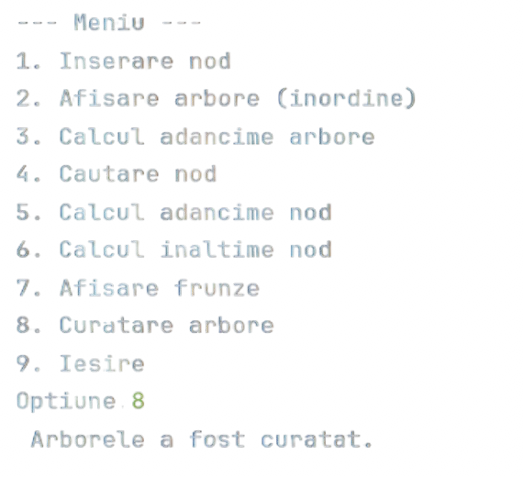 --- Meniu ---
1. Inserare nod
2. Afisare arbore (inordine)
3. Calcul adancime arbore
4. Cautare nod
5. Calcul adancime nod
6. Calcul inaltime nod
7. Afisare frunze
8. Curatare arbore
9. Iesire
Optiune 8
Arborele a fost curatat.